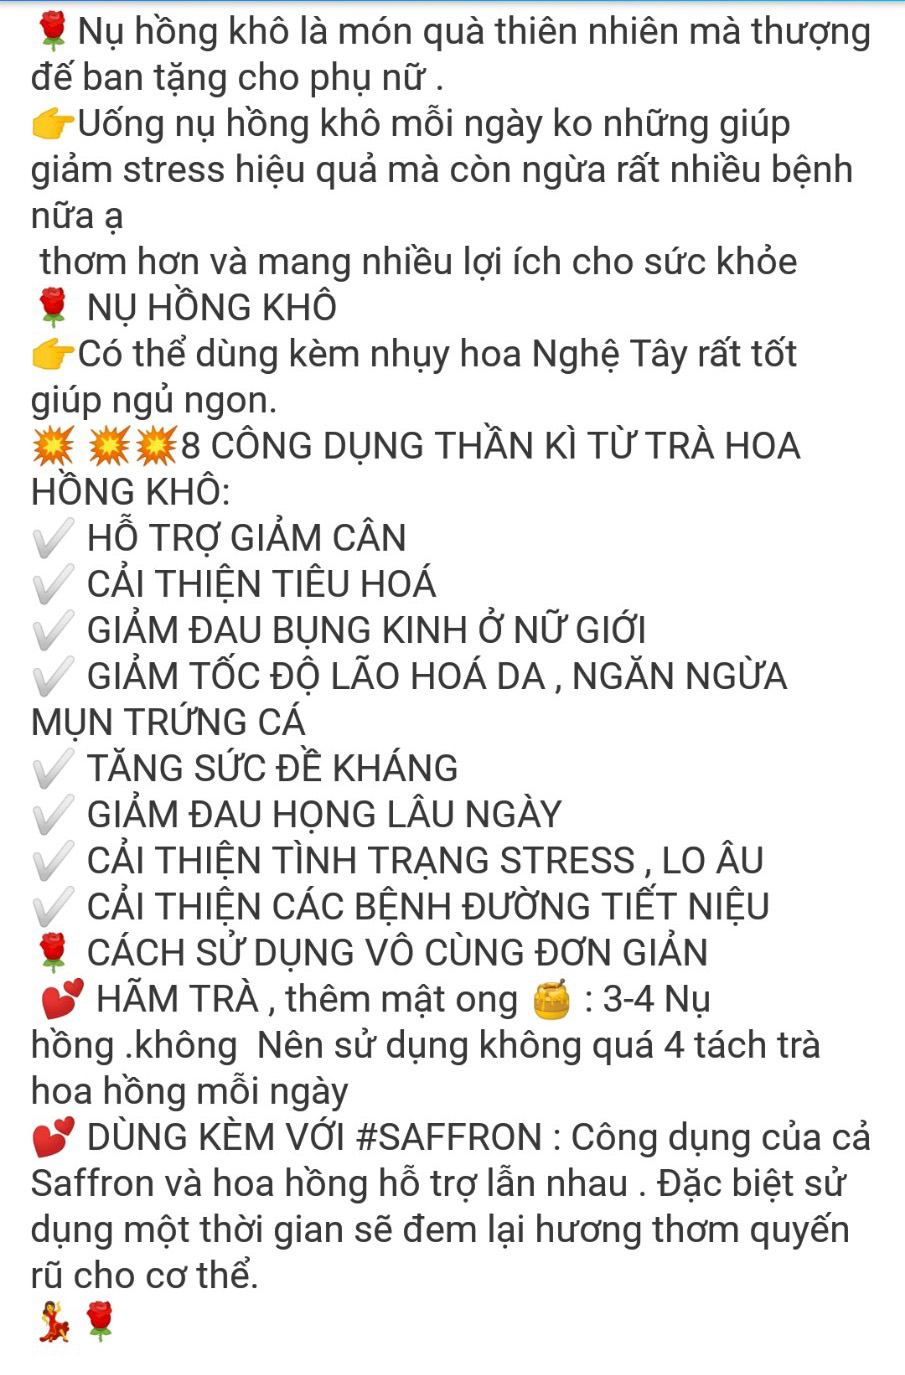 🌹Nụ hồng khô là món quà thiên nhiên mà thượng
đế ban tặng cho phụ nữ .
👉Uống nụ hồng khô mỗi ngày ko những giúp
giảm stress hiệu quả mà còn ngừa rất nhiều bệnh
nữa ạ
thơm hơn và mang nhiều lợi ích cho sức khỏe
🌹 NỤ HỒNG KHÔ
👉Có thể dùng kèm nhụy hoa Nghệ Tây rất tốt
giúp ngủ ngon.
💥 💥💥8 CÔNG DỤNG THẦN KÌ TỪ TRÀ HOA
HỒNG KHÔ:
✔ HỖ TRỢ GIẢM CÂN
✔ CẢI THIỆN TIÊU HOÁ
✔ GIẢM ĐAU BỤNG KINH Ở NỮ GIỚI
✔ GIẢM TỐC ĐỘ LÃO HOÁ DA , NGĂN NGỪA
MỤN TRỨNG CÁ
✔ TĂNG SỨC ĐỀ KHÁNG
✔ GIẢM ĐAU HỌNG LÂU NGÀY
✔ CẢI THIỆN TÌNH TRẠNG STRESS , LO ÂU
✔ CẢI THIỆN CÁC BỆNH ĐƯỜNG TIẾT NIỆU
🌹 CÁCH SỬ DỤNG VÔ CÙNG ĐƠN GIẢN
💕 HÃM TRÀ , thêm mật ong 🍯 : 3-4 Nụ
hồng .không  Nên sử dụng không quá 4 tách trà
hoa hồng mỗi ngày
💕 DÙNG KÈM VỚI #SAFFRON : Công dụng của cả
Saffron và hoa hồng hỗ trợ lẫn nhau . Đặc biệt sử
dụng một thời gian sẽ đem lại hương thơm quyến
rũ cho cơ thể.
💃🌹